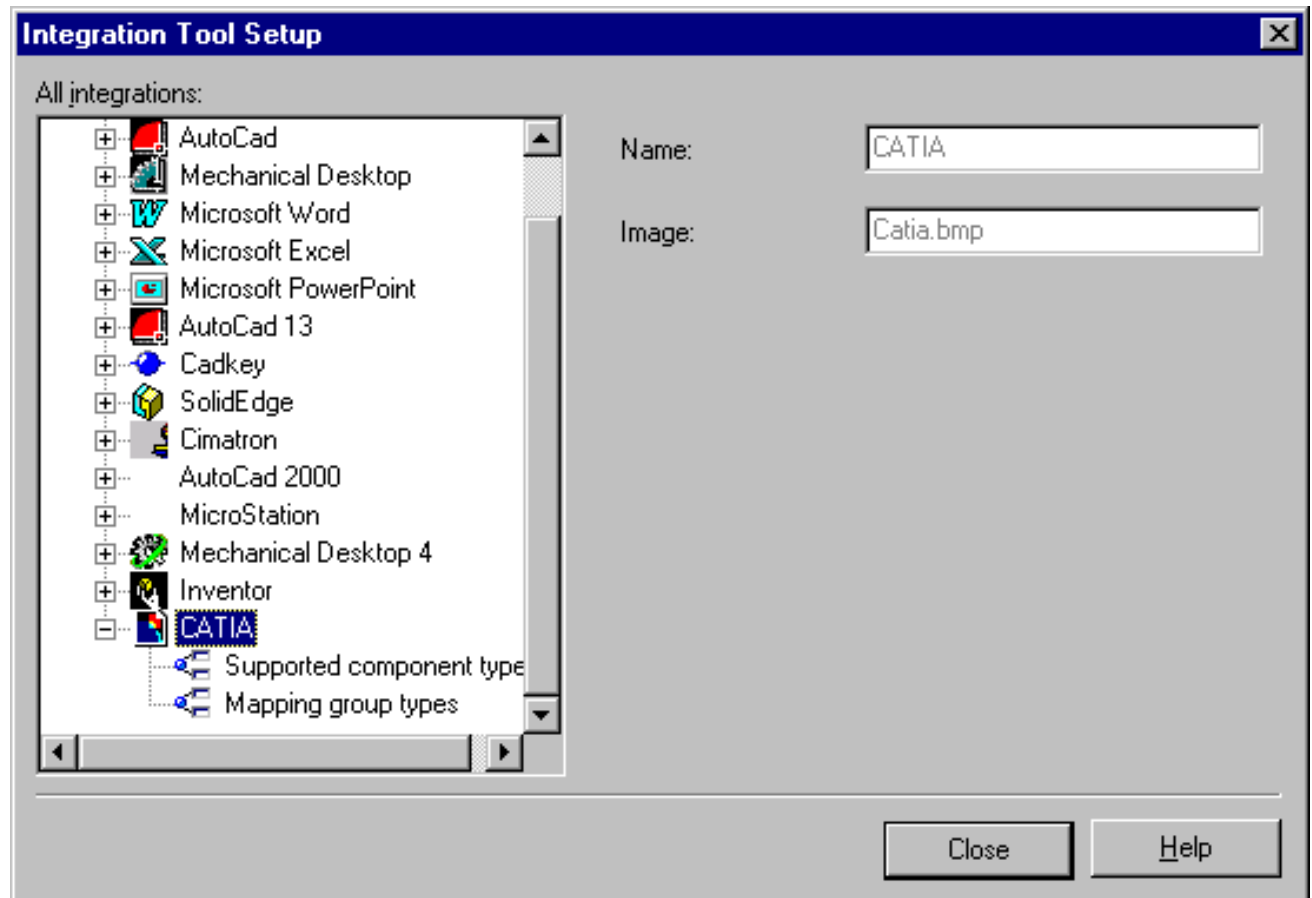 Integration Tool Setup
All integrations:
AutoCad
Mechanical Desktop
Microsoft Word
Microsoft Excel
Microsoft PowerPoint
AutoCad 13
Cadkey
SolidEdge
Cimatron
AutoCad 2000
MicroStation
Mechanical Desktop 4
Inventor
CATIA
Supported component type
Mapping group types
Name: CATIA
Image: Catia.bmp
Close Help